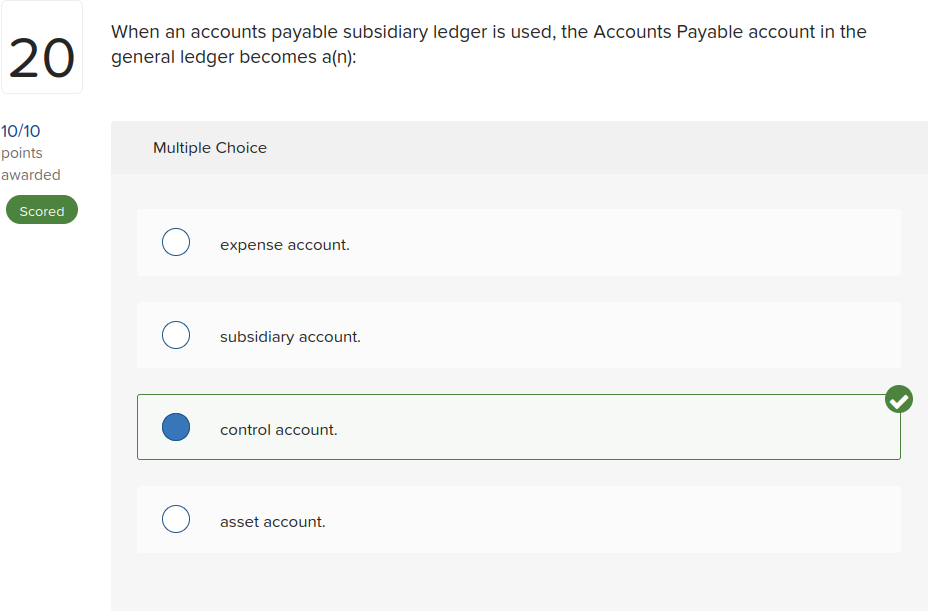 20
When an accounts payable subsidiary ledger is used, the Accounts Payable account in the
general ledger becomes a(n):
10/10
points
awarded
Scored
Multiple Choice
expense account.
subsidiary account.
control account.
asset account.